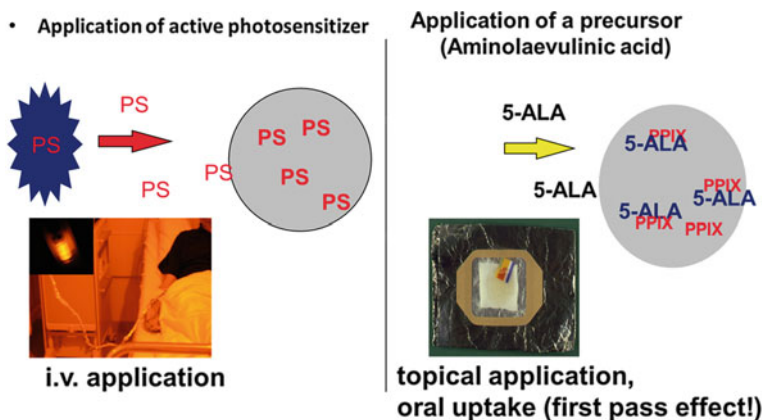 • Application of active photosensitizer
PS
PS
PS
PS
PS PS
PS
PS
PS
i.v. application
Application of a precursor
(Aminolaevulinic acid)
5-ALA
5-ALA
PPIX
5-ALA
PPIX
5-ALA
5-ALA
PPIX PPIX
topical application,
oral uptake (first pass effect!)